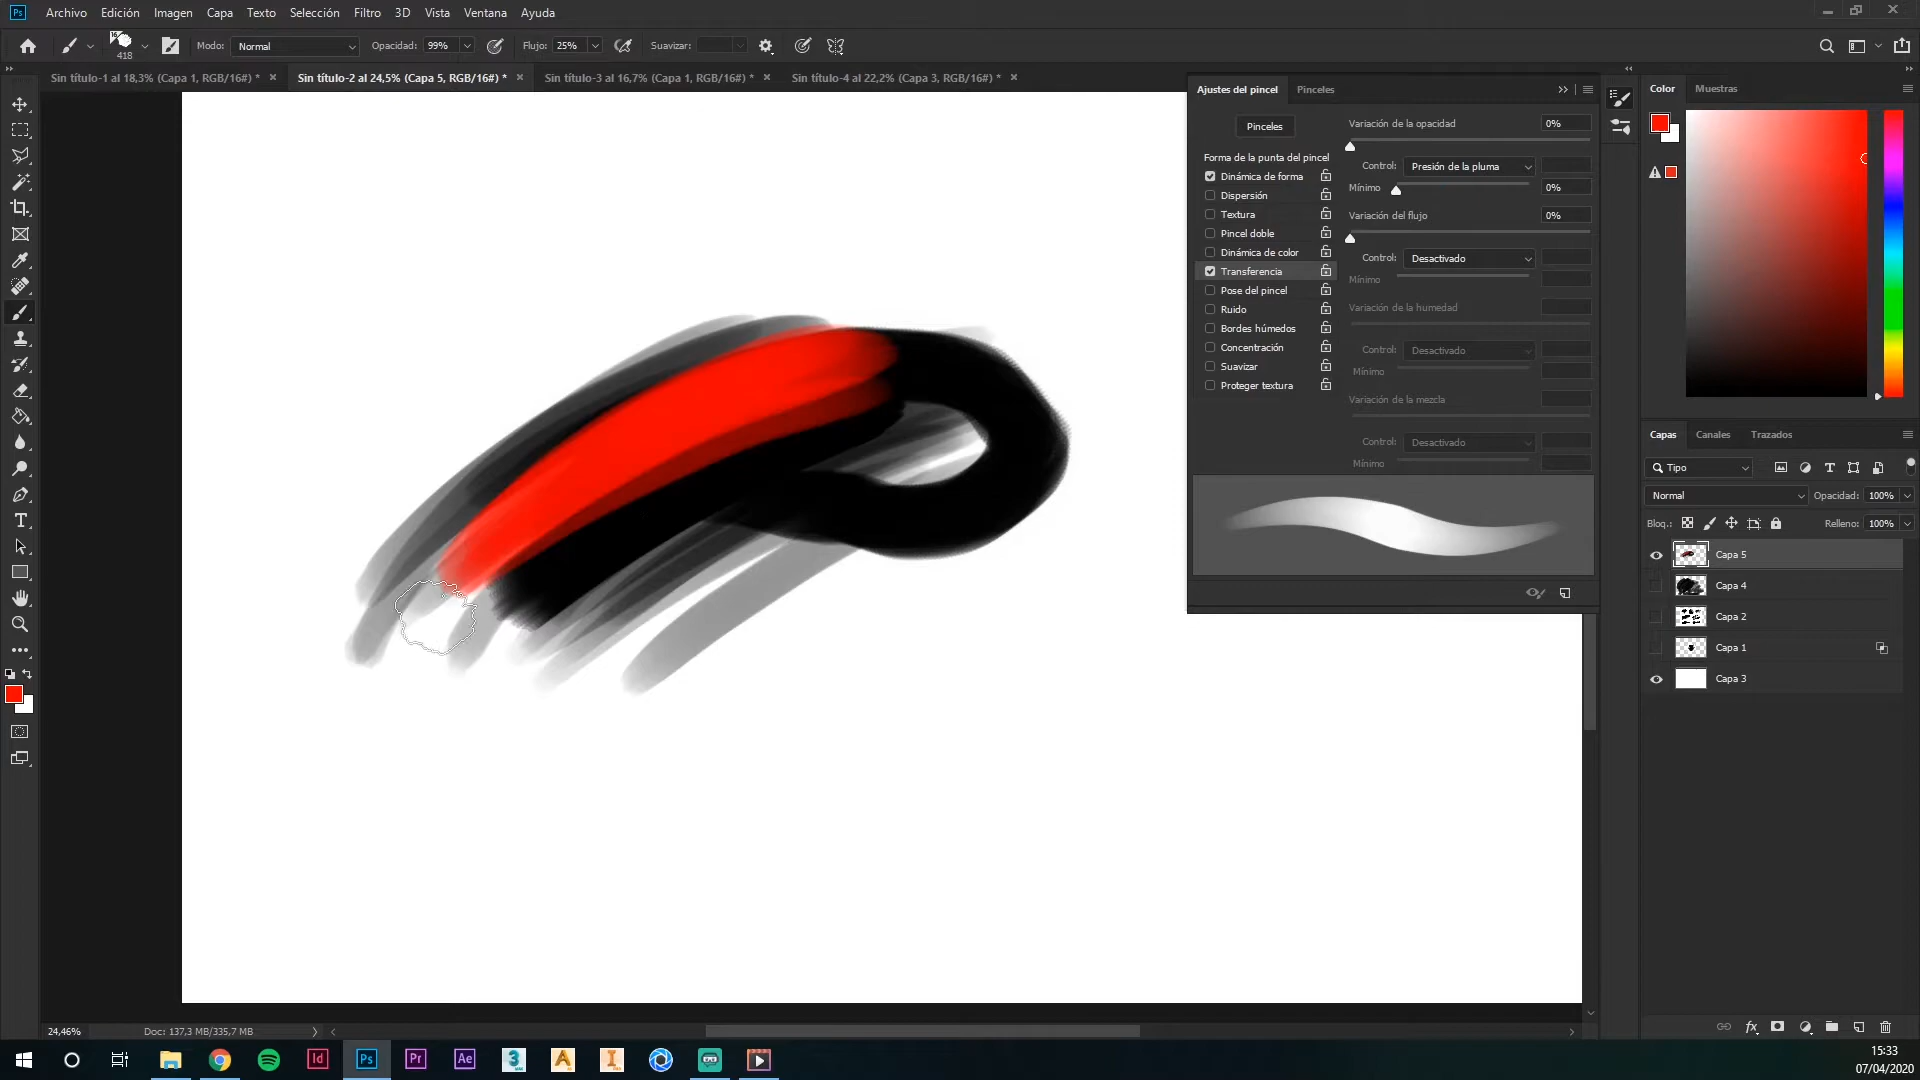 Ps Archivo Edición Imagen Capa Texto Selección Filtro 3D Vista Ventana Ayuda
418 Modo: Normal Opacidad: 99% Flujo: 25% Suavizar:
Sin título-1 al 18,3% (Capa 1, RGB/16#) * Sin título-2 al 24,5% (Capa 5, RGB/16#) * Sin título-3 al 16,7% (Capa 1, RGB/16#) * Sin título-4 al 22,2% (Capa 3, RGB/16#) *
Ajustes del pincel Pinceles
Pinceles
Forma de la punta del pincel
Dinámica de forma
Dispersión
Textura
Pincel doble
Dinámica de color
Transferencia
Pose del pincel
Ruido
Bordes húmedos
Concentración
Suavizar
Proteger textura
Variación de la opacidad 0%
Control: Presión de la pluma
Mínimo 0%
Variación del flujo 0%
Control: Desactivado
Mínimo
Variación de la humedad
Control: Desactivado
Mínimo
Variación de la mezcla
Control: Desactivado
Mínimo
Color Muestras
Capas Canales Trazados
Tipo
Normal Opacidad: 100%
Bloq.: Relleno: 100%
Capa 5
Capa 4
Capa 2
Capa 1
Capa 3
fx
24,46% Doc: 137,3 MB/335,7 MB
Id Ps Pr Ae 3 A I
15:33
07/04/2020